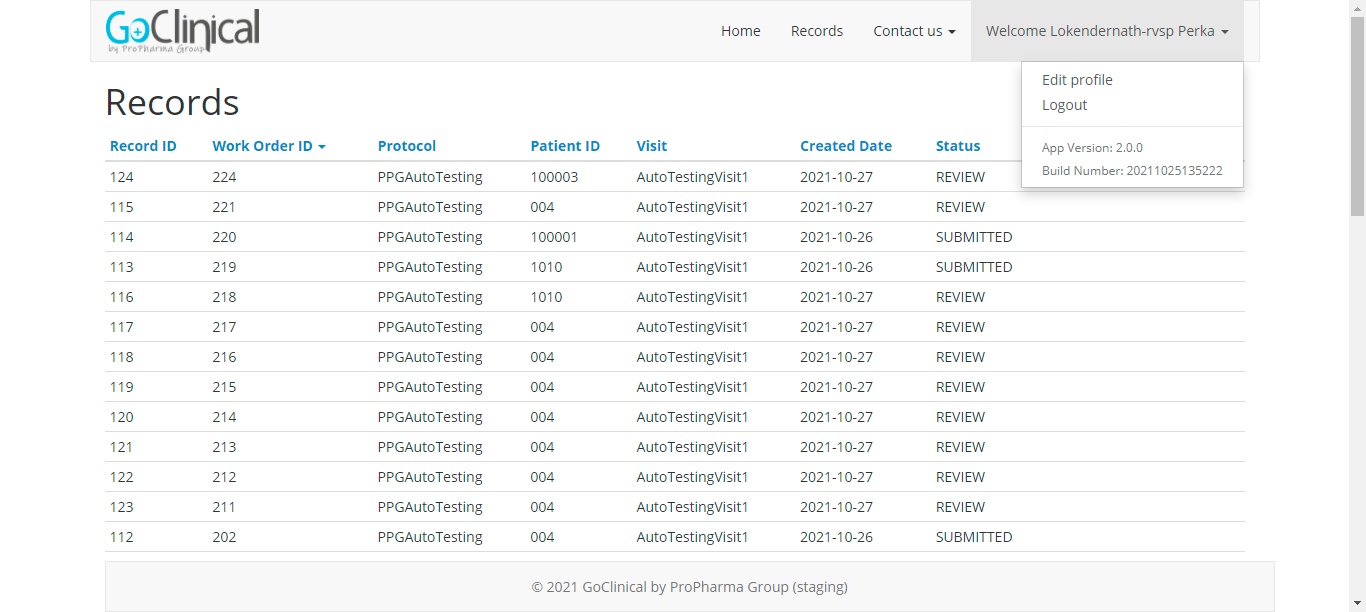 GoClinical
by ProPharma Group
Home Records Contact us Welcome Lokendernath-rvsp Perka
Edit profile
Logout
App Version: 2.0.0
Build Number: 20211025135222
Records
Record ID Work Order ID Protocol Patient ID Visit Created Date Status
124 224 PPGAutoTesting 100003 AutoTestingVisit1 2021-10-27 REVIEW
115 221 PPGAutoTesting 004 AutoTestingVisit1 2021-10-27 REVIEW
114 220 PPGAutoTesting 100001 AutoTestingVisit1 2021-10-26 SUBMITTED
113 219 PPGAutoTesting 1010 AutoTestingVisit1 2021-10-26 SUBMITTED
116 218 PPGAutoTesting 1010 AutoTestingVisit1 2021-10-27 REVIEW
117 217 PPGAutoTesting 004 AutoTestingVisit1 2021-10-27 REVIEW
118 216 PPGAutoTesting 004 AutoTestingVisit1 2021-10-27 REVIEW
119 215 PPGAutoTesting 004 AutoTestingVisit1 2021-10-27 REVIEW
120 214 PPGAutoTesting 004 AutoTestingVisit1 2021-10-27 REVIEW
121 213 PPGAutoTesting 004 AutoTestingVisit1 2021-10-27 REVIEW
122 212 PPGAutoTesting 004 AutoTestingVisit1 2021-10-27 REVIEW
123 211 PPGAutoTesting 004 AutoTestingVisit1 2021-10-27 REVIEW
112 202 PPGAutoTesting 004 AutoTestingVisit1 2021-10-26 SUBMITTED
© 2021 GoClinical by ProPharma Group (staging)